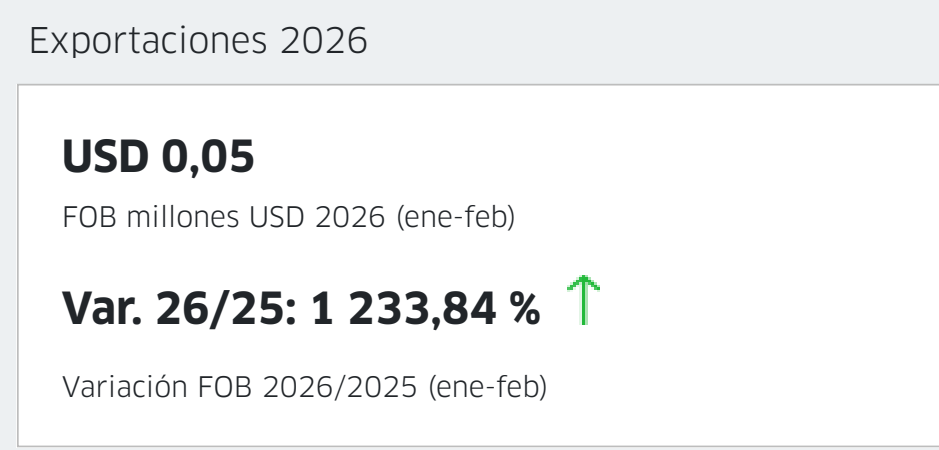 Exportaciones 2026
USD 0,05
FOB millones USD 2026 (ene-feb)
Var. 26/25: 1 233,84 %
Variación FOB 2026/2025 (ene-feb)